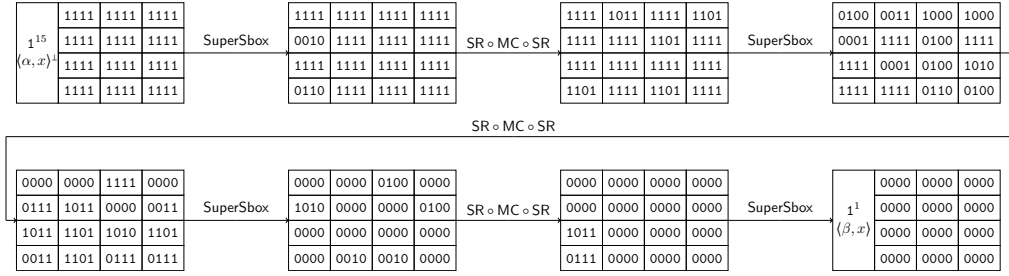 1111 1111 1111 1111 1111 1111 1111 1111 1011 1111 1101 0100 0011 1000 1000
1^15 1111 1111 1111 SuperSbox 0010 1111 1111 1111 SR ∘ MC ∘ SR 1111 1111 1101 1111 SuperSbox 0001 1111 0100 1111
⟨α, x⟩^⊥ 1111 1111 1111 1111 1111 1111 1111 1111 1111 1111 1111 1111 0001 0100 1010
1111 1111 1111 0110 1111 1111 1111 1101 1111 1101 1111 1111 1111 0110 0100
SR ∘ MC ∘ SR
0000 0000 1111 0000 0000 0000 0100 0000 0000 0000 0000 0000 0000 0000 0000
0111 1011 0000 0011 SuperSbox 1010 0000 0000 0100 SR ∘ MC ∘ SR 0000 0000 0000 0000 SuperSbox 1^1 0000 0000 0000
1011 1101 1010 1101 0000 0000 0000 0000 1011 0000 0000 0000 ⟨β, x⟩ 0000 0000 0000
0011 1101 0111 0111 0000 0010 0010 0000 0111 0000 0000 0000 0000 0000 0000